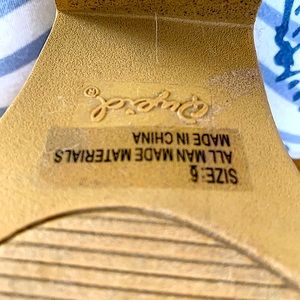 SIZE: 6
ALL MAN MADE MATERIALS
MADE IN CHINA
Qupid®